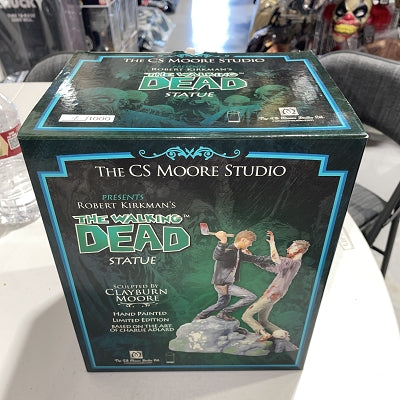 THE CS MOORE STUDIO
ROBERT KIRKMAN'S
THE WALKING
DEAD
STATUE
/1000
THE CS MOORE STUDIO
PRESENTS
ROBERT KIRKMAN'S
THE WALKING™
DEAD
STATUE
SCULPTED BY
CLAYBURN
MOORE
HAND PAINTED
LIMITED EDITION
BASED ON THE ART
OF CHARLIE ADLARD